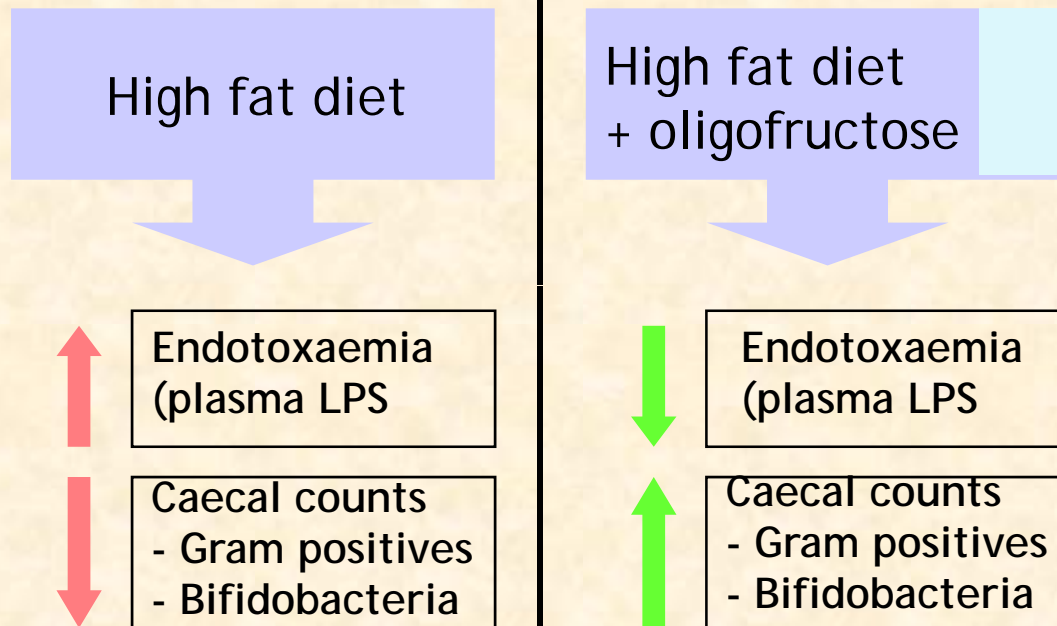 High fat diet
Endotoxaemia
(plasma LPS
Caecal counts
- Gram positives
- Bifidobacteria
High fat diet
+ oligofructose
Endotoxaemia
(plasma LPS
Caecal counts
- Gram positives
- Bifidobacteria